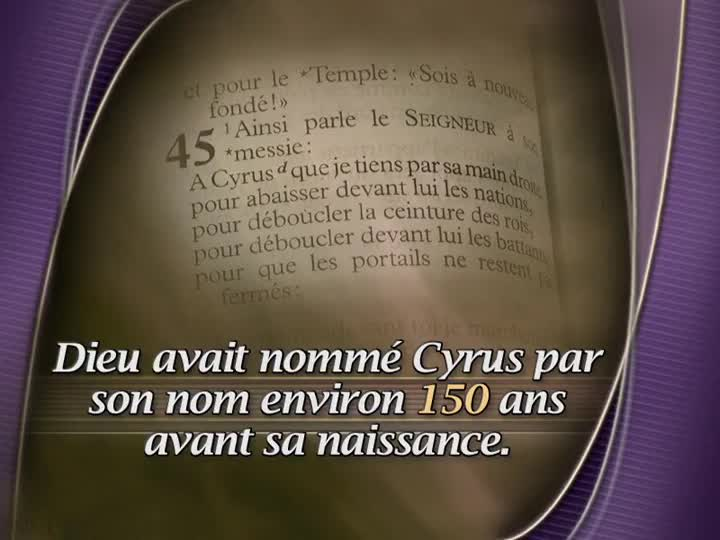 et pour le *Temple: «Sois à nouveau
fondé!»
45 ¹Ainsi parle le SEIGNEUR à son
*messie:
A Cyrus ᵈ que je tiens par sa main droite,
pour abaisser devant lui les nations,
pour déboucler la ceinture des rois,
pour déboucler devant lui les battants,
pour que les portails ne restent
fermés:
Dieu avait nommé Cyrus par
son nom environ 150 ans
avant sa naissance.